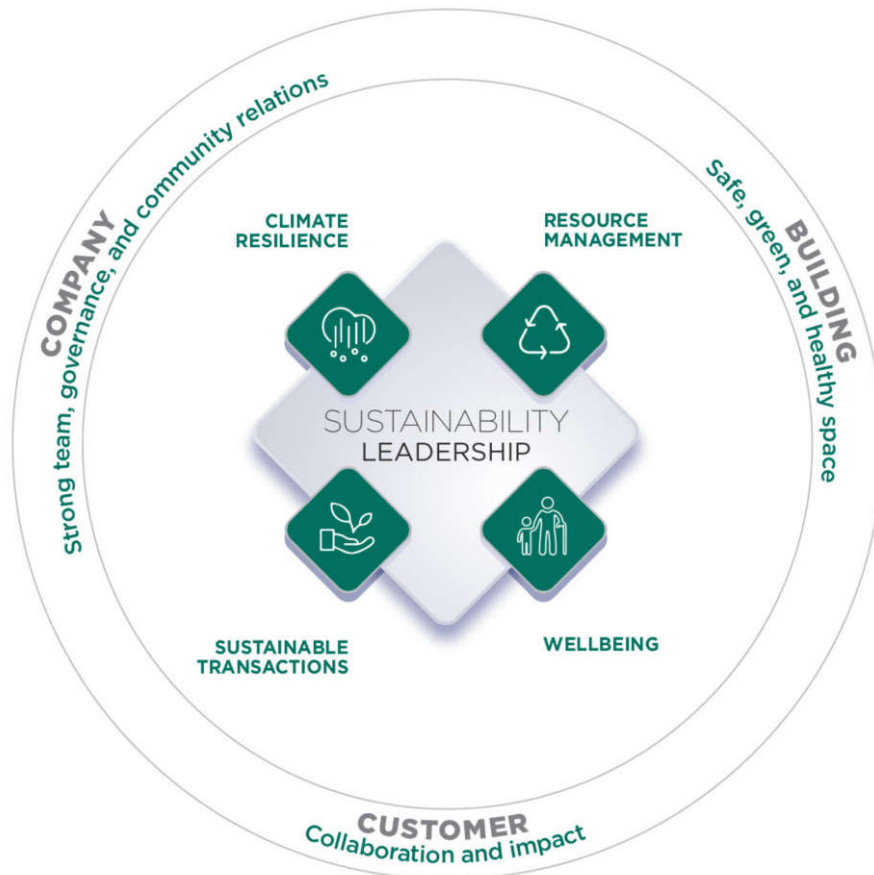 COMPANY
Strong team, governance, and community relations
BUILDING
Safe, green, and healthy space
CLIMATE
RESILIENCE
RESOURCE
MANAGEMENT
SUSTAINABILITY
LEADERSHIP
SUSTAINABLE
TRANSACTIONS
WELLBEING
CUSTOMER
Collaboration and impact